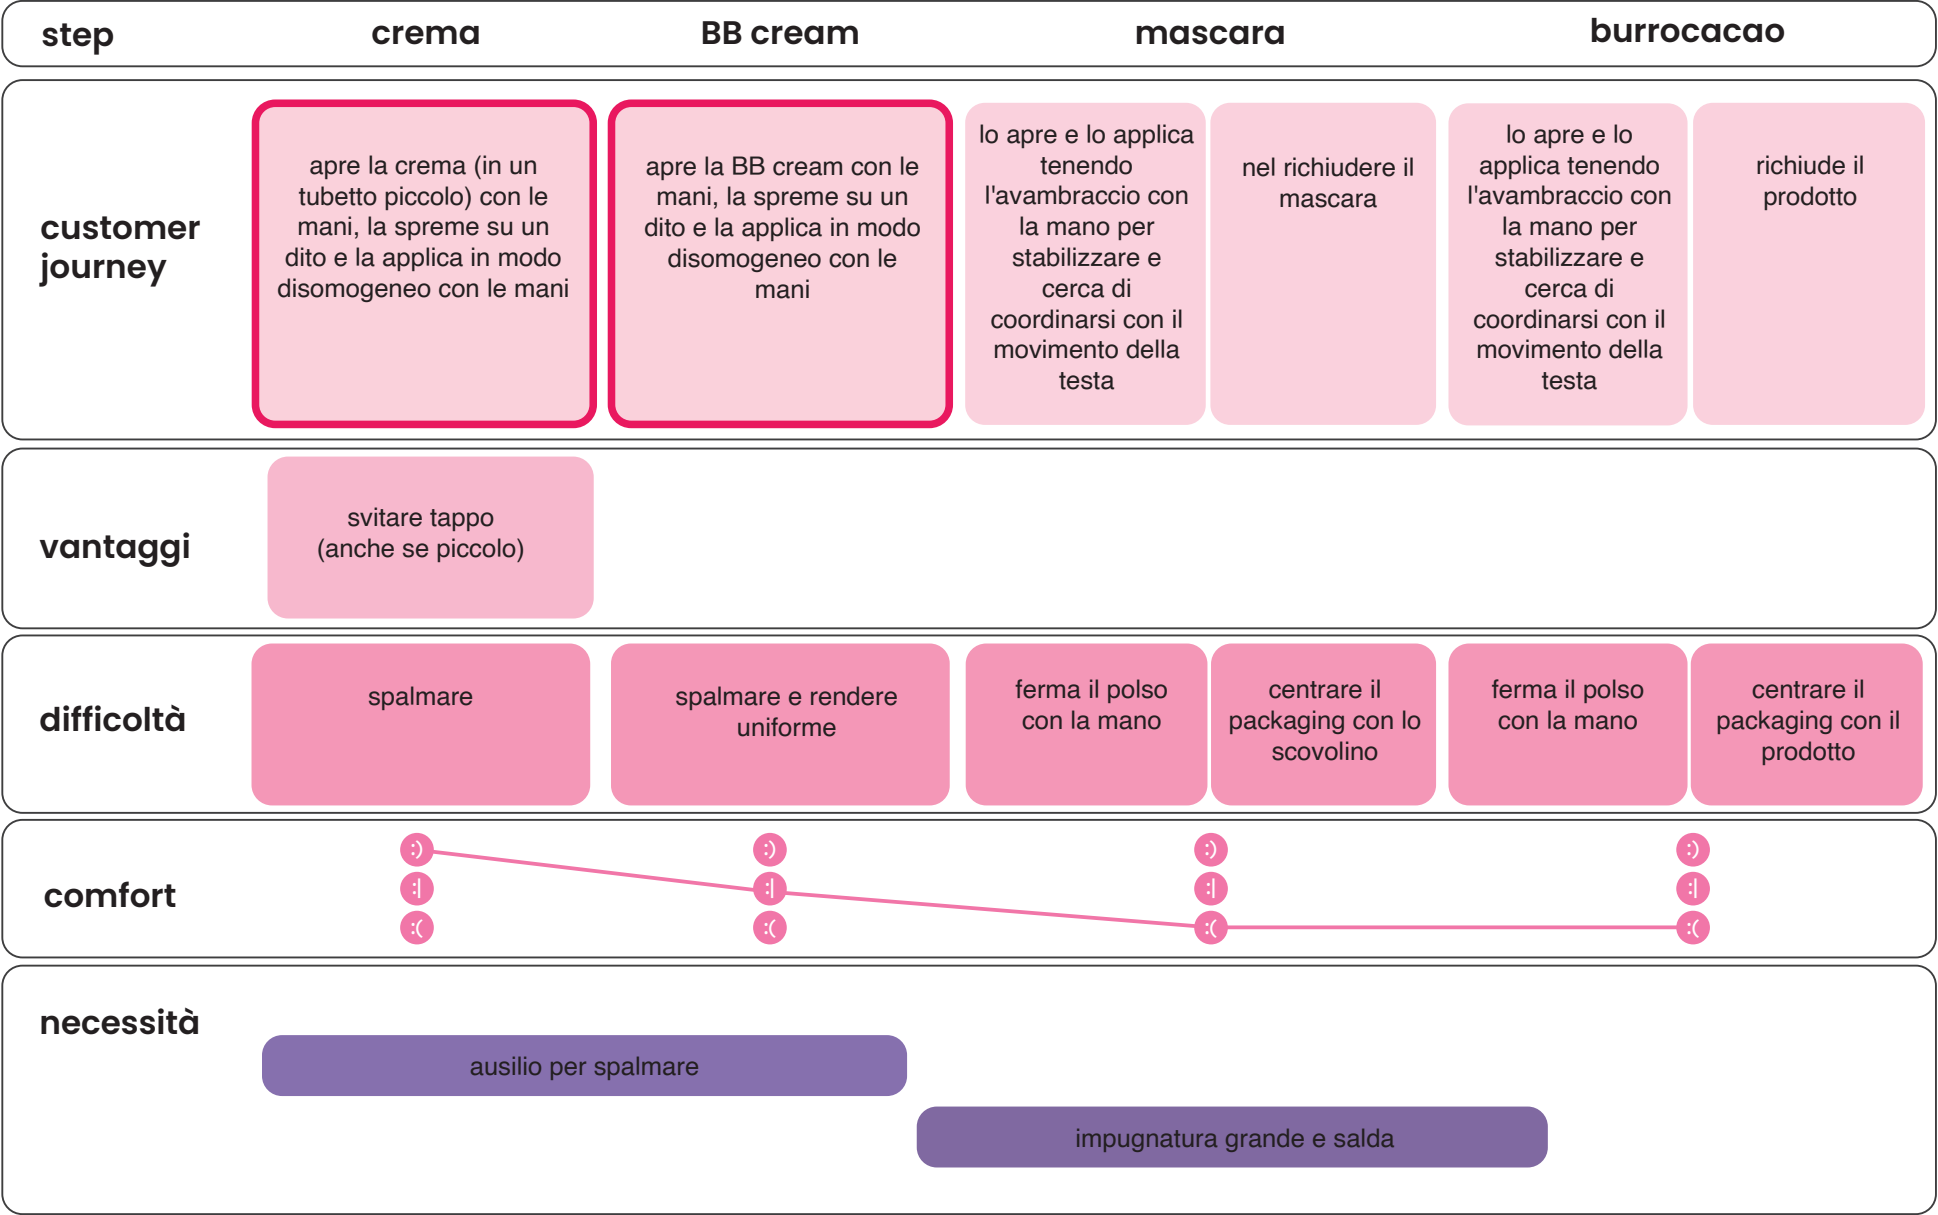 step
crema
BB cream
mascara
burrocacao
customer
journey
apre la crema (in un
tubetto piccolo) con le
mani, la spreme su un
dito e la applica in modo
disomogeneo con le mani
apre la BB cream con le
mani, la spreme su un
dito e la applica in modo
disomogeneo con le
mani
lo apre e lo applica
tenendo
l'avambraccio con
la mano per
stabilizzare e
cerca di
coordinarsi con il
movimento della
testa
nel richiudere il
mascara
lo apre e lo
applica tenendo
l'avambraccio con
la mano per
stabilizzare e
cerca di
coordinarsi con il
movimento della
testa
richiude il
prodotto
vantaggi
svitare tappo
(anche se piccolo)
difficoltà
spalmare
spalmare e rendere
uniforme
ferma il polso
con la mano
centrare il
packaging con lo
scovolino
ferma il polso
con la mano
centrare il
packaging con il
prodotto
comfort
:)
:|
:(
:)
:|
:(
:)
:|
:(
:)
:|
:(
necessità
ausilio per spalmare
impugnatura grande e salda